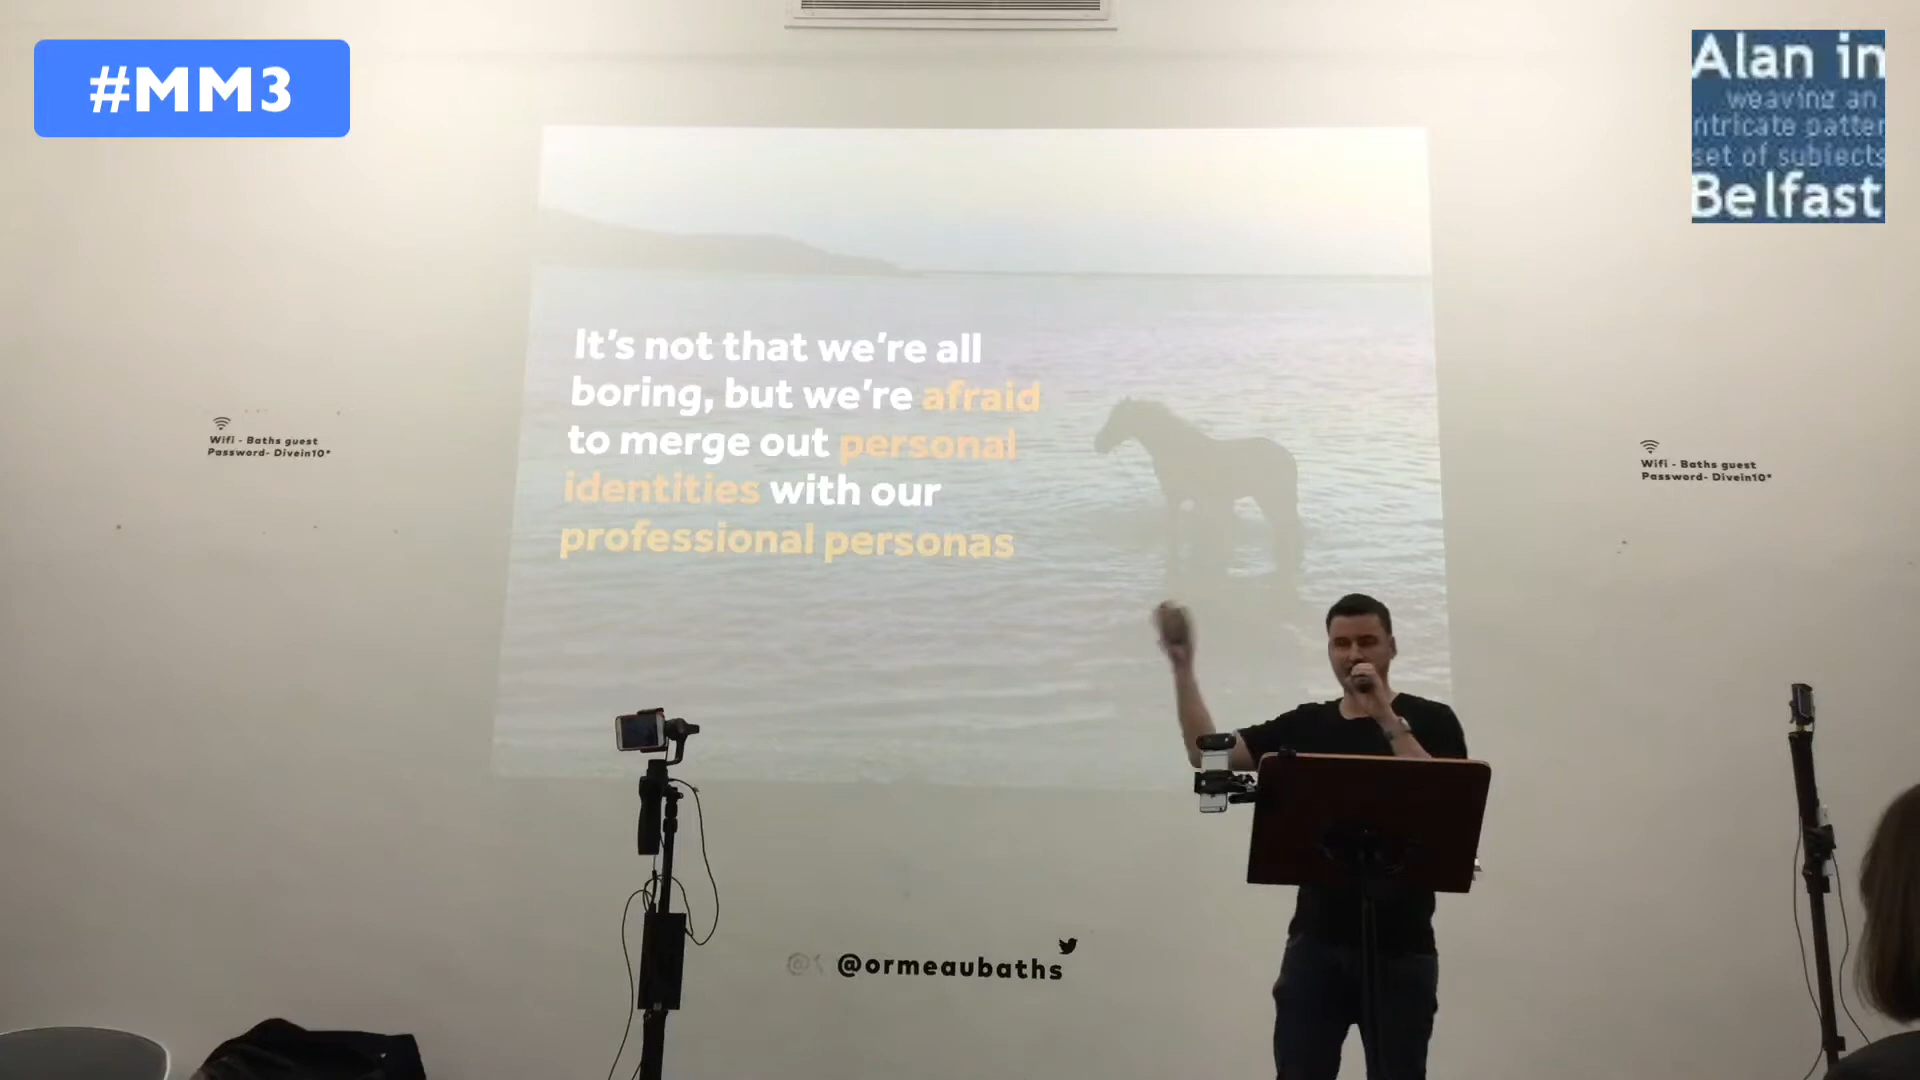 #MM3
Alan in
weaving an
ntricate patter
set of subjects
Belfast
It's not that we're all
boring, but we're afraid
to merge out personal
identities with our
professional personas
Wifi - Baths guest
Password- Divein10*
Wifi - Baths guest
Password- Divein10*
@ormeaubaths